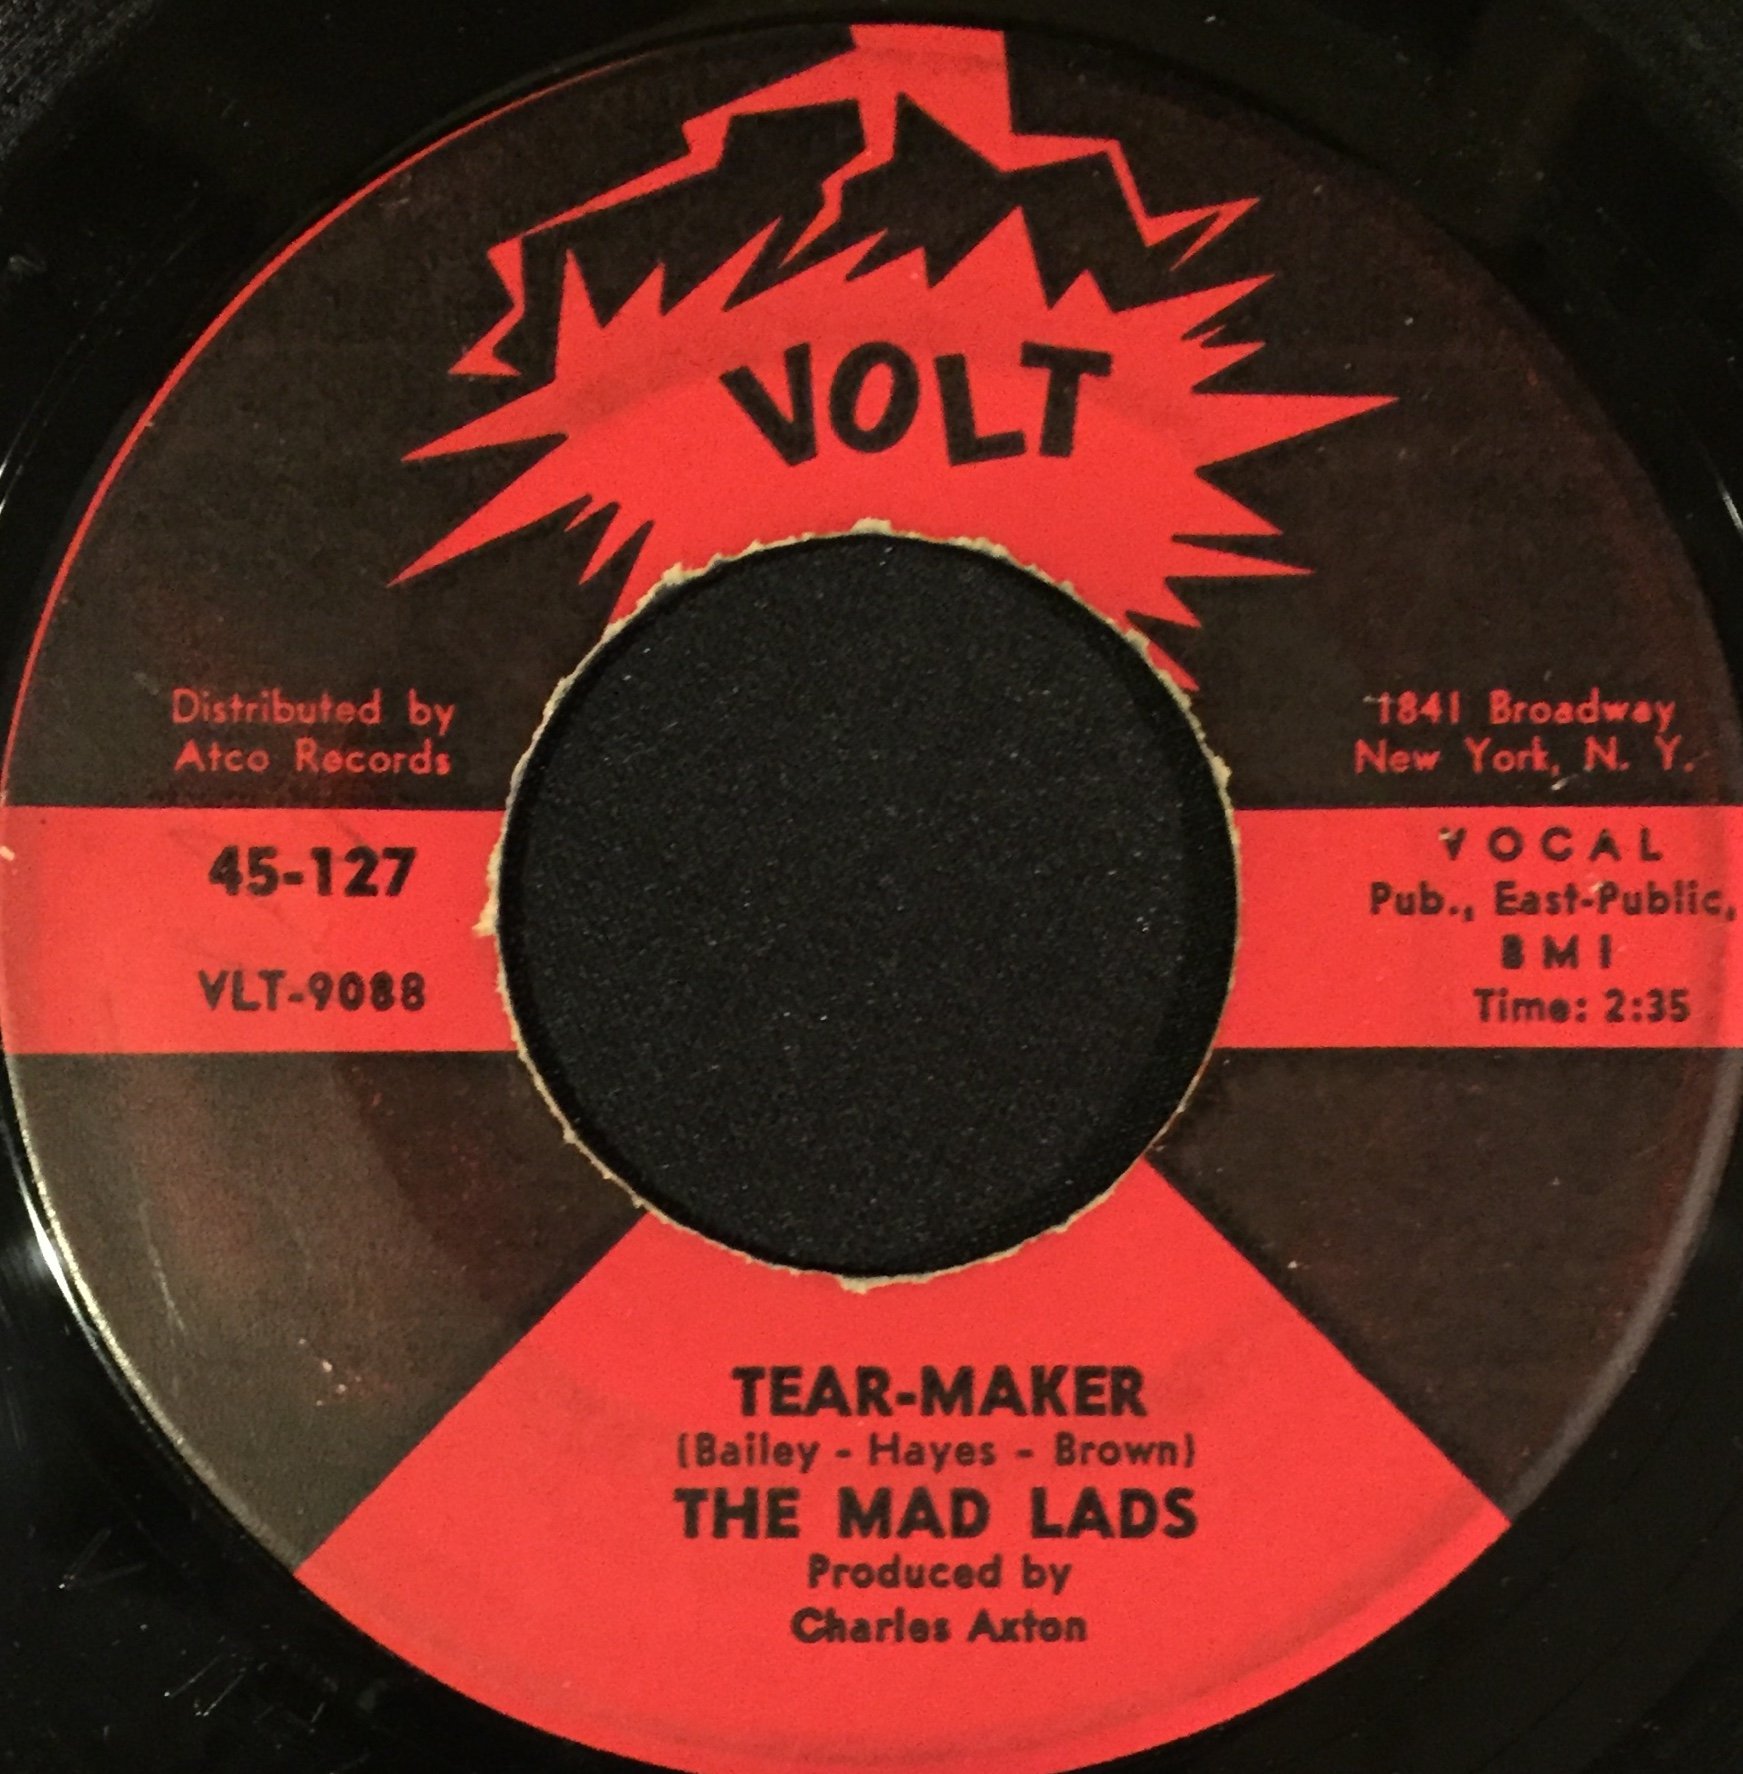 VOLT
Distributed by
Atco Records
1841 Broadway
New York, N. Y.
45-127
VLT-9088
VOCAL
Pub., East-Public,
BMI
Time: 2:35
TEAR-MAKER
(Bailey - Hayes - Brown)
THE MAD LADS
Produced by
Charles Axton